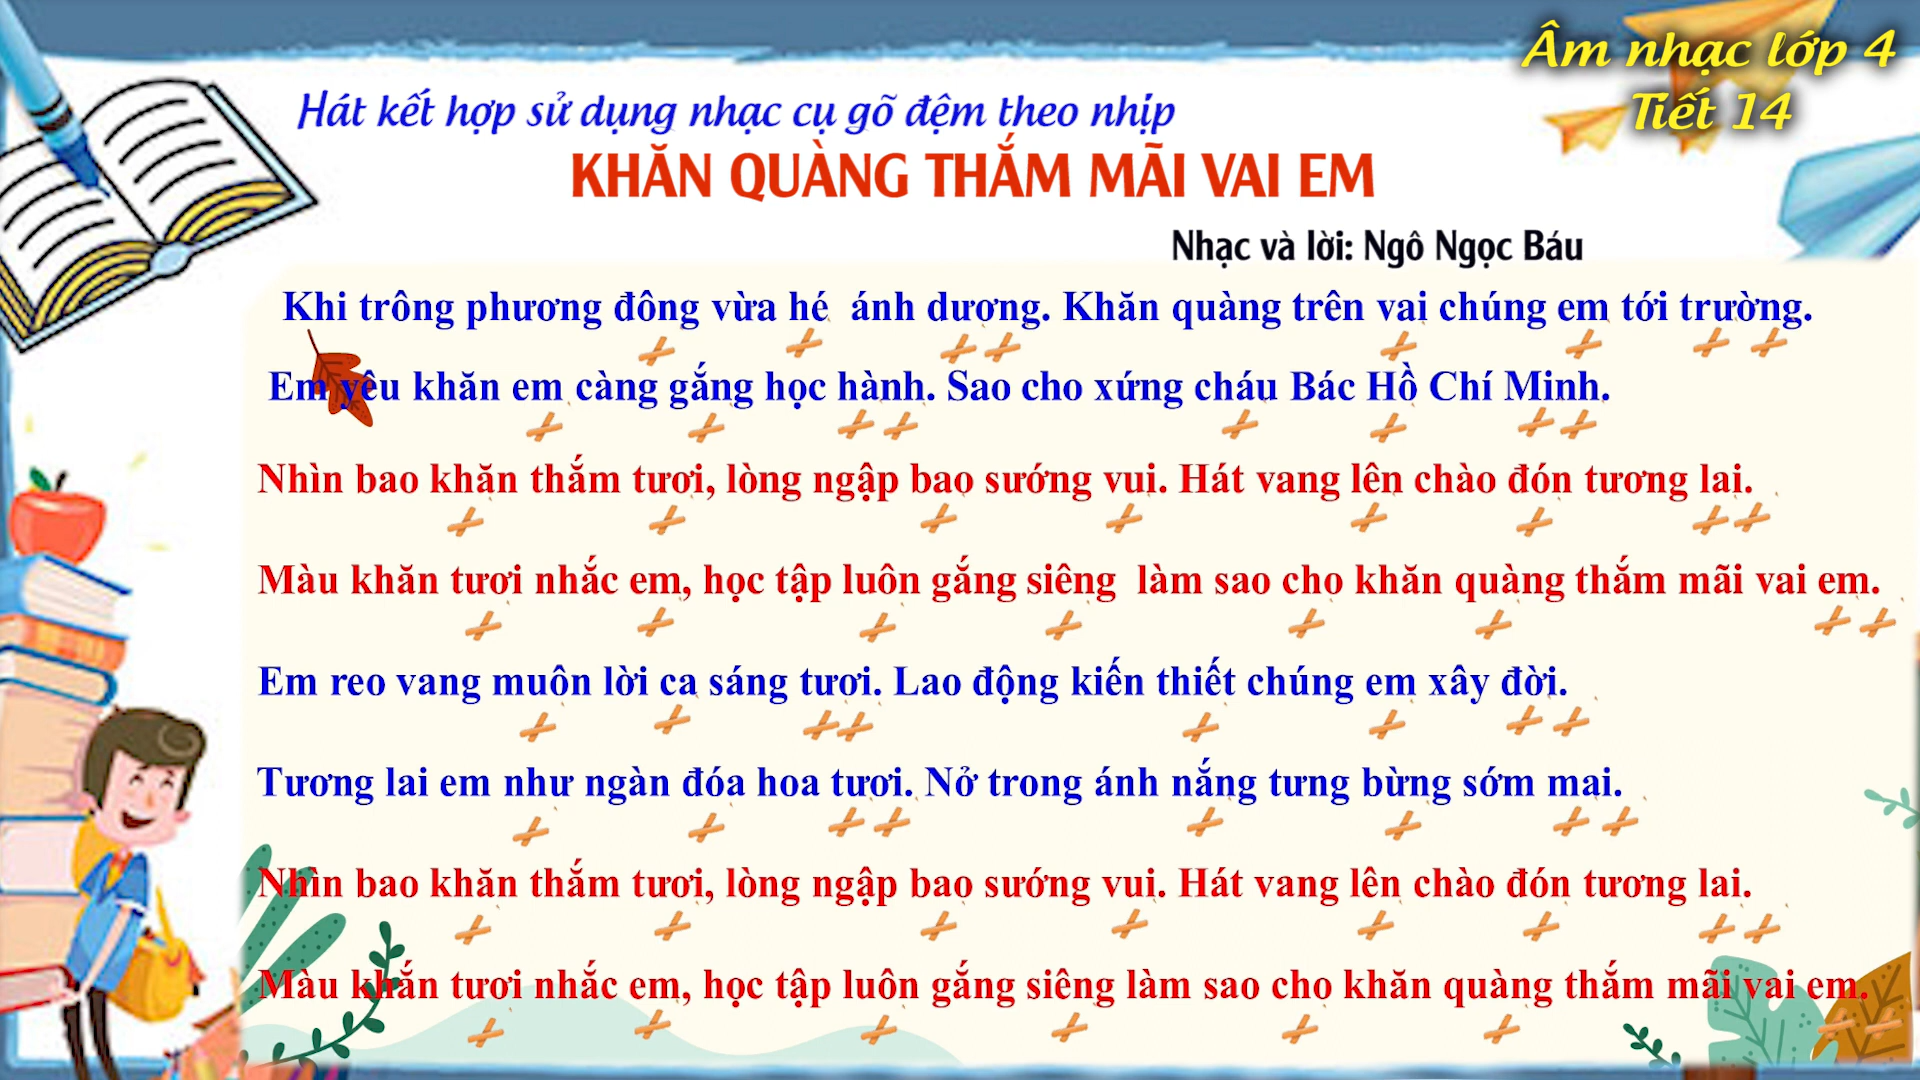 Âm nhạc lớp 4
Tiết 14
Hát kết hợp sử dụng nhạc cụ gõ đệm theo nhịp
KHĂN QUÀNG THẮM MÃI VAI EM
Nhạc và lời: Ngô Ngọc Báu
Khi trông phương đông vừa hé ánh dương. Khăn quàng trên vai chúng em tới trường.
Em yêu khăn em càng gắng học hành. Sao cho xứng cháu Bác Hồ Chí Minh.
Nhìn bao khăn thắm tươi, lòng ngập bao sướng vui. Hát vang lên chào đón tương lai.
Màu khăn tươi nhắc em, học tập luôn gắng siêng làm sao cho khăn quàng thắm mãi vai em.
Em reo vang muôn lời ca sáng tươi. Lao động kiến thiết chúng em xây đời.
Tương lai em như ngàn đóa hoa tươi. Nở trong ánh nắng tưng bừng sớm mai.
Nhìn bao khăn thắm tươi, lòng ngập bao sướng vui. Hát vang lên chào đón tương lai.
Màu khắn tươi nhắc em, học tập luôn gắng siêng làm sao cho khăn quàng thắm mãi vai em.